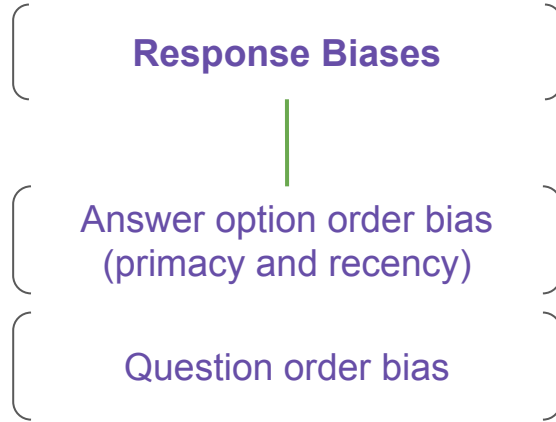 Response Biases
Answer option order bias
(primacy and recency)
Question order bias